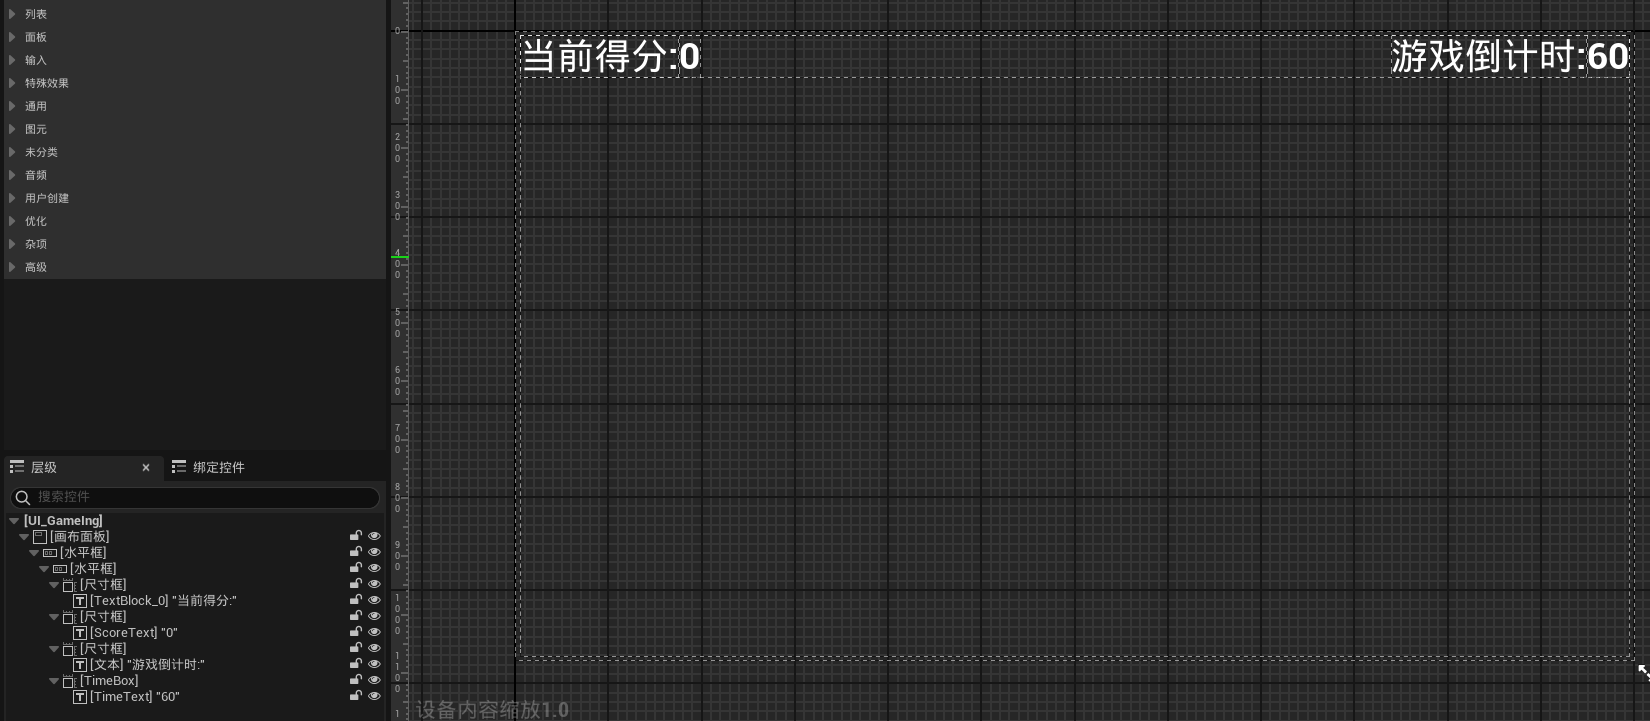 列表
面板
输入
特殊效果
通用
图元
未分类
音频
用户创建
优化
杂项
高级
层级 × 绑定控件
搜索控件
[UI_GameIng]
[画布面板]
[水平框]
[水平框]
[尺寸框]
[TextBlock_0] "当前得分:"
[尺寸框]
[ScoreText] "0"
[尺寸框]
[文本] "游戏倒计时:"
[TimeBox]
[TimeText] "60"
0
100
200
300
400
500
600
700
800
900
1000
1100
1
当前得分:0 游戏倒计时:60
设备内容缩放1.0